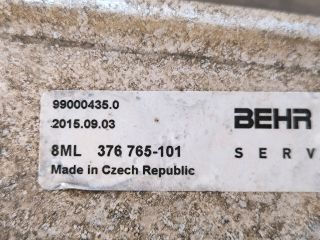 99000435.0
2015.09.03
BEHR
8ML 376 765-101
SERV
Made in Czech Republic